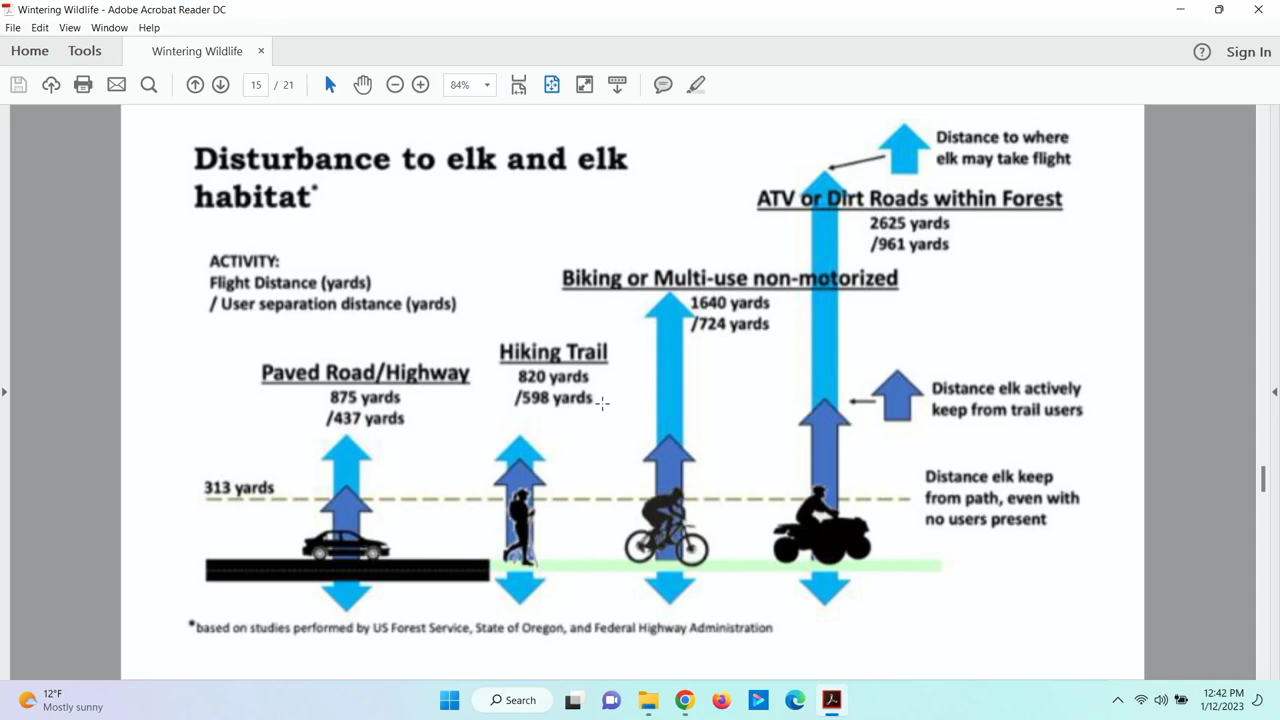 Wintering Wildlife - Adobe Acrobat Reader DC
File Edit View Window Help
Home Tools Wintering Wildlife × Sign In
15 / 21 84%
Disturbance to elk and elk
habitat*
Distance to where
elk may take flight
ATV or Dirt Roads within Forest
2625 yards
/961 yards
ACTIVITY:
Flight Distance (yards)
/ User separation distance (yards)
Biking or Multi-use non-motorized
1640 yards
/724 yards
Hiking Trail
820 yards
/598 yards
Paved Road/Highway
875 yards
/437 yards
Distance elk actively
keep from trail users
313 yards
Distance elk keep
from path, even with
no users present
*based on studies performed by US Forest Service, State of Oregon, and Federal Highway Administration
12°F
Mostly sunny
Search
12:42 PM
1/12/2023